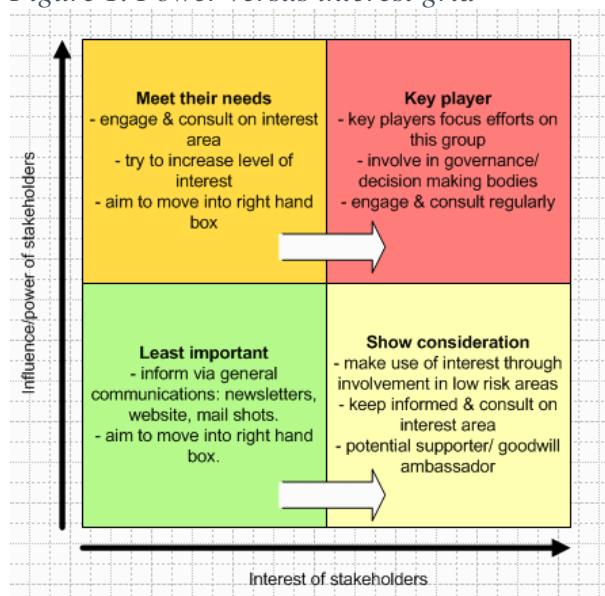 Figure 1: Power versus interest grid
Influence/power of stakeholders
Meet their needs
- engage & consult on interest
area
- try to increase level of
interest
- aim to move into right hand
box
Key player
- key players focus efforts on
this group
- involve in governance/
decision making bodies
- engage & consult regularly
Least important
- inform via general
communications: newsletters,
website, mail shots.
- aim to move into right hand
box.
Show consideration
- make use of interest through
involvement in low risk areas
- keep informed & consult on
interest area
- potential supporter/ goodwill
ambassador
Interest of stakeholders